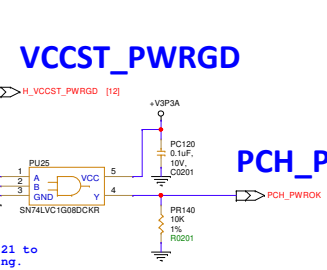 VCCST_PWRGD
H_VCCST_PWRGD [12]
+V3P3A
PC120
0.1uF,
10V,
C0201
PCH_P
PU25
1 A VCC 5
2 B
3 GND Y 4
SN74LVC1G08DCKR
PCH_PWROK
PR140
10K
1%
R0201
21 to
ng.